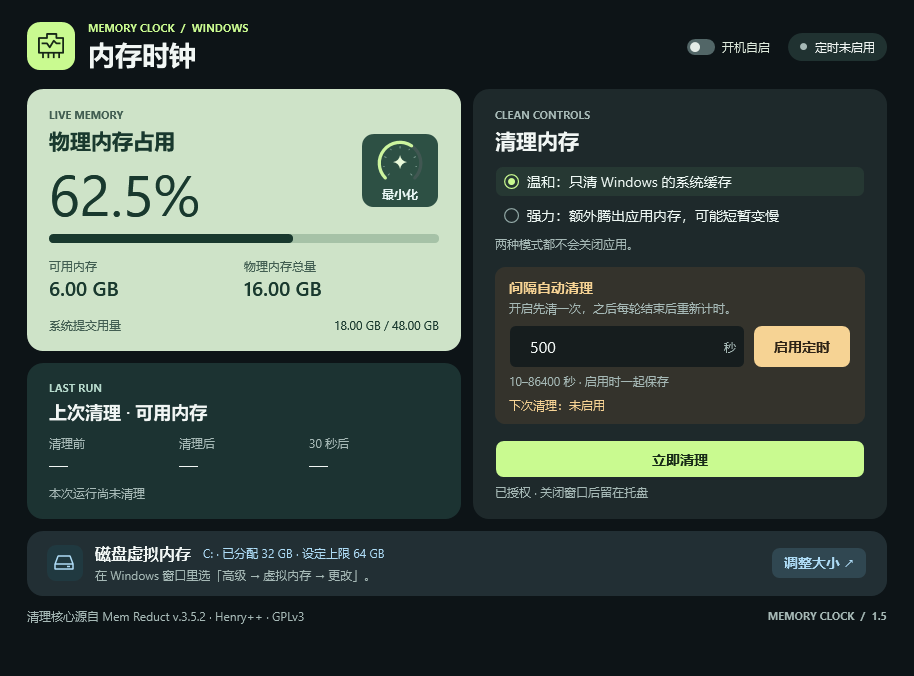 MEMORY CLOCK / WINDOWS
内存时钟
开机自启
定时未启用
LIVE MEMORY
物理内存占用
62.5%
最小化
可用内存
物理内存总量
6.00 GB
16.00 GB
系统提交用量
18.00 GB / 48.00 GB
LAST RUN
上次清理 · 可用内存
清理前
清理后
30 秒后
—
—
—
本次运行尚未清理
CLEAN CONTROLS
清理内存
温和：只清 Windows 的系统缓存
强力：额外腾出应用内存，可能短暂变慢
两种模式都不会关闭应用。
间隔自动清理
开启先清一次，之后每轮结束后重新计时。
500
秒
启用定时
10–86400 秒 · 启用时一起保存
下次清理：未启用
立即清理
已授权 · 关闭窗口后留在托盘
磁盘虚拟内存
C: · 已分配 32 GB · 设定上限 64 GB
在 Windows 窗口里选「高级 → 虚拟内存 → 更改」。
调整大小 ↗
清理核心源自 Mem Reduct v.3.5.2 · Henry++ · GPLv3
MEMORY CLOCK / 1.5